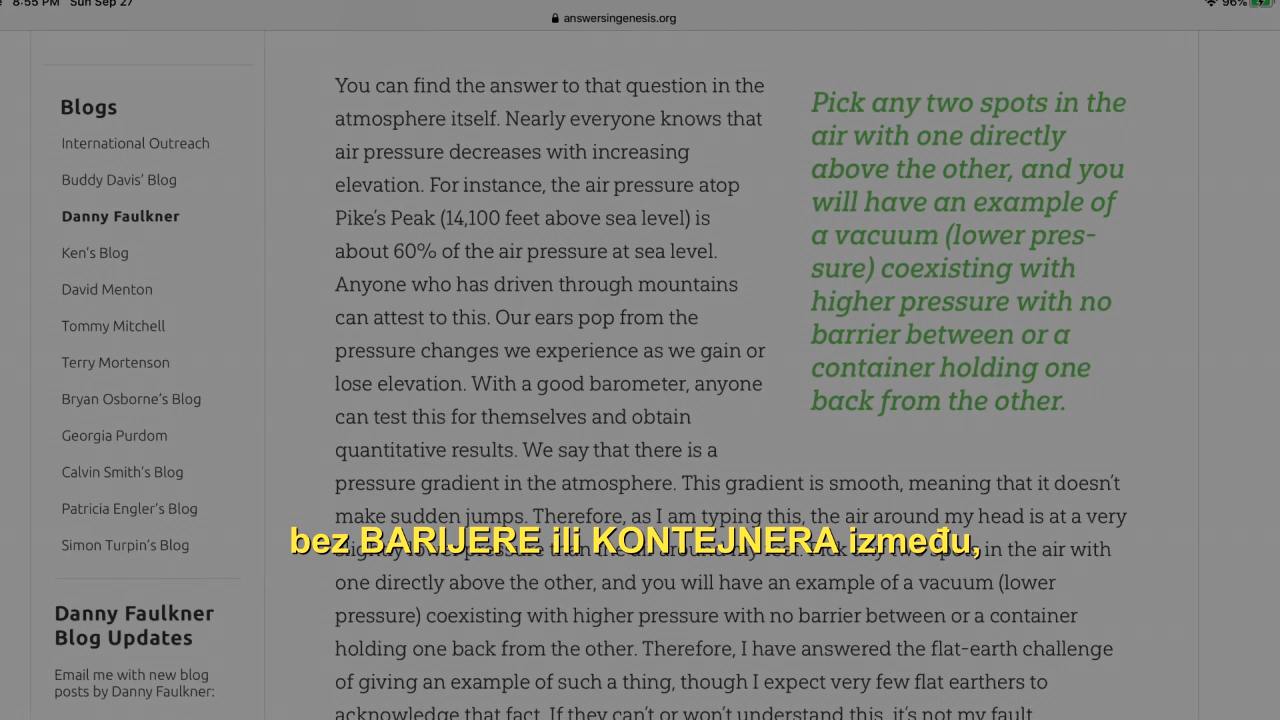 8:55 PM Sun Sep 27
answersingenesis.org
96%
Blogs
International Outreach
Buddy Davis’ Blog
Danny Faulkner
Ken’s Blog
David Menton
Tommy Mitchell
Terry Mortenson
Bryan Osborne’s Blog
Georgia Purdom
Calvin Smith’s Blog
Patricia Engler’s Blog
Simon Turpin’s Blog
Danny Faulkner
Blog Updates
Email me with new blog
posts by Danny Faulkner:
You can find the answer to that question in the
atmosphere itself. Nearly everyone knows that
air pressure decreases with increasing
elevation. For instance, the air pressure atop
Pike’s Peak (14,100 feet above sea level) is
about 60% of the air pressure at sea level.
Anyone who has driven through mountains
can attest to this. Our ears pop from the
pressure changes we experience as we gain or
lose elevation. With a good barometer, anyone
can test this for themselves and obtain
quantitative results. We say that there is a
pressure gradient in the atmosphere. This gradient is smooth, meaning that it doesn’t
make sudden jumps. Therefore, as I am typing this, the air around my head is at a very
in the air with
one directly above the other, and you will have an example of a vacuum (lower
pressure) coexisting with higher pressure with no barrier between or a container
holding one back from the other. Therefore, I have answered the flat-earth challenge
of giving an example of such a thing, though I expect very few flat earthers to
acknowledge that fact. If they can’t or won’t understand this, it’s not my fault
Pick any two spots in the
air with one directly
above the other, and you
will have an example of
a vacuum (lower pres-
sure) coexisting with
higher pressure with no
barrier between or a
container holding one
back from the other.
bez BARIJERE ili KONTEJNERA između,